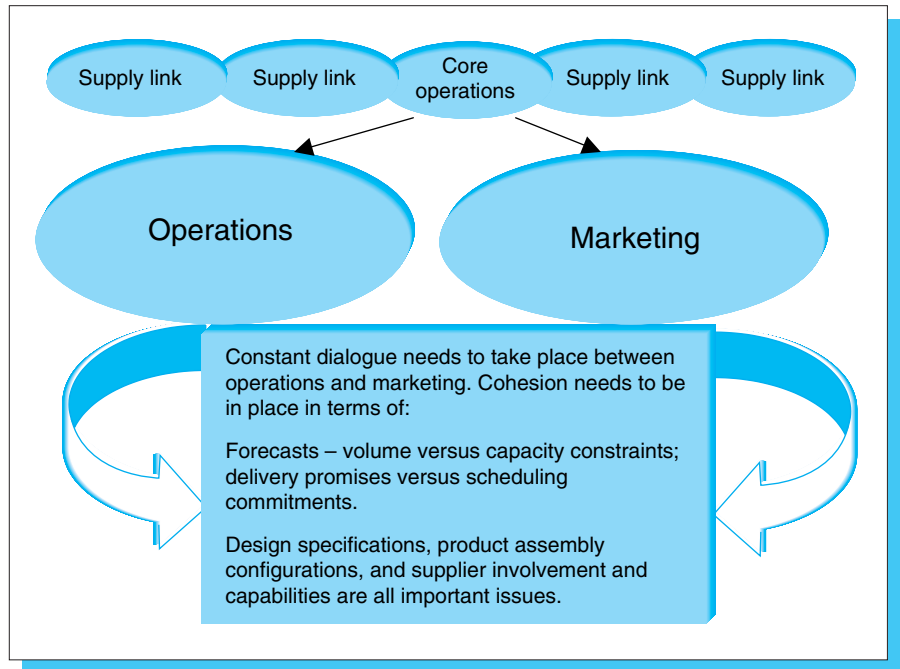 Supply link
Supply link
Core
operations
Supply link
Supply link
Operations
Marketing
Constant dialogue needs to take place between
operations and marketing. Cohesion needs to be
in place in terms of:
Forecasts – volume versus capacity constraints;
delivery promises versus scheduling
commitments.
Design specifications, product assembly
configurations, and supplier involvement and
capabilities are all important issues.